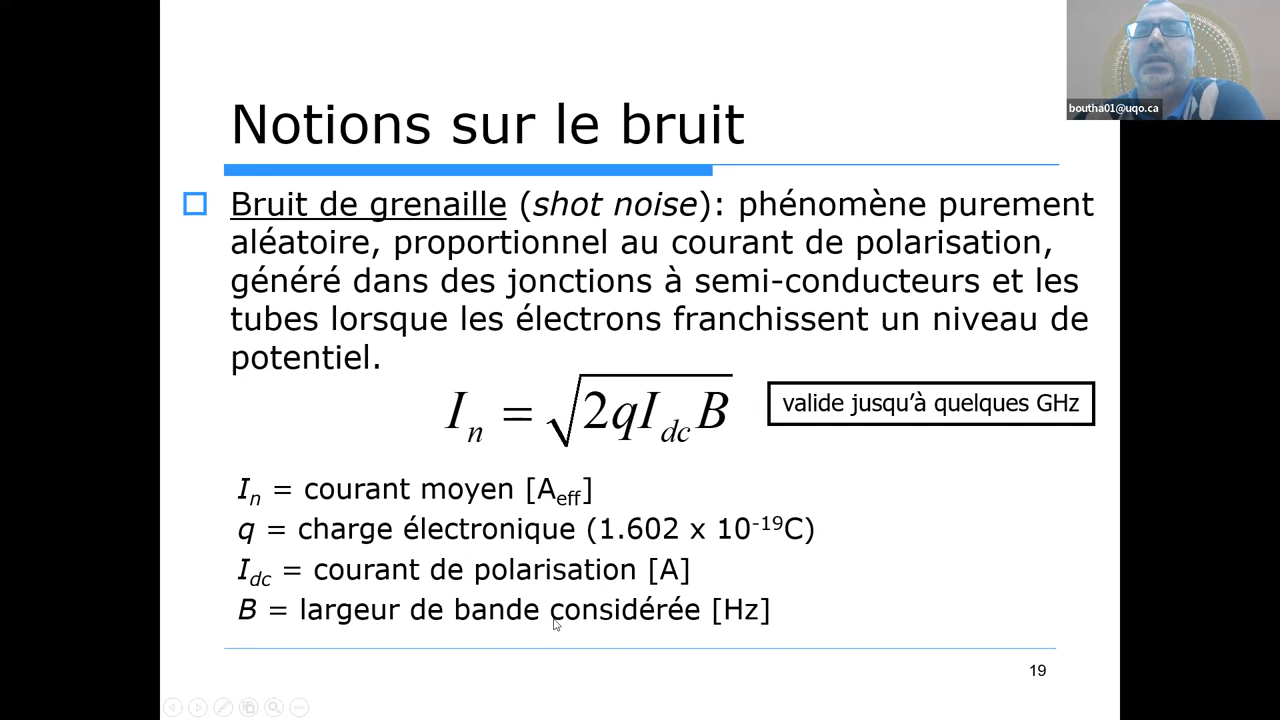 boutha01@uqo.ca
Notions sur le bruit
Bruit de grenaille (shot noise): phénomène purement
aléatoire, proportionnel au courant de polarisation,
généré dans des jonctions à semi-conducteurs et les
tubes lorsque les électrons franchissent un niveau de
potentiel.
Iₙ = √(2qI_dc B)
valide jusqu'à quelques GHz
Iₙ = courant moyen [A_eff]
q = charge électronique (1.602 x 10⁻¹⁹C)
I_dc = courant de polarisation [A]
B = largeur de bande considérée [Hz]
19